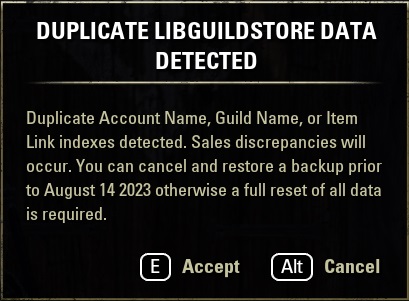 DUPLICATE LIBGUILDSTORE DATA
DETECTED
Duplicate Account Name, Guild Name, or Item
Link indexes detected. Sales discrepancies will
occur. You can cancel and restore a backup prior
to August 14 2023 otherwise a full reset of all data
is required.
E Accept Alt Cancel